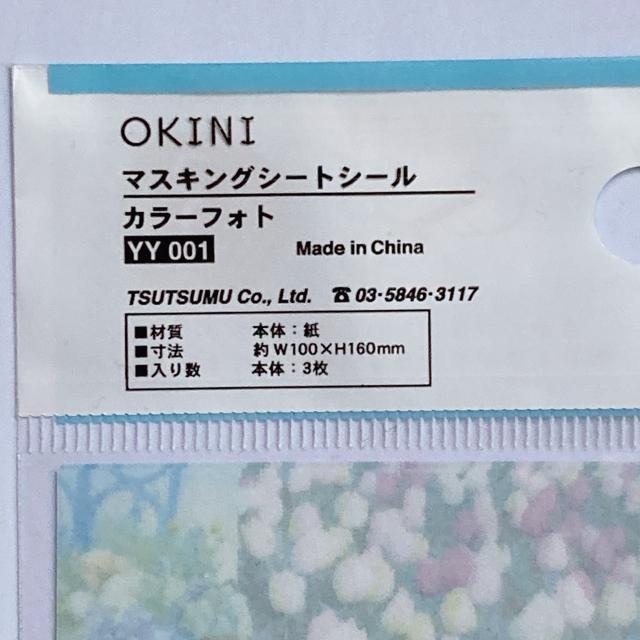 OKINI
マスキングシートシール
カラーフォト
YY 001 Made in China
TSUTSUMU Co., Ltd. ☎ 03·5846·3117
■材質 本体：紙
■寸法 約 W100×H160mm
■入り数 本体：3枚